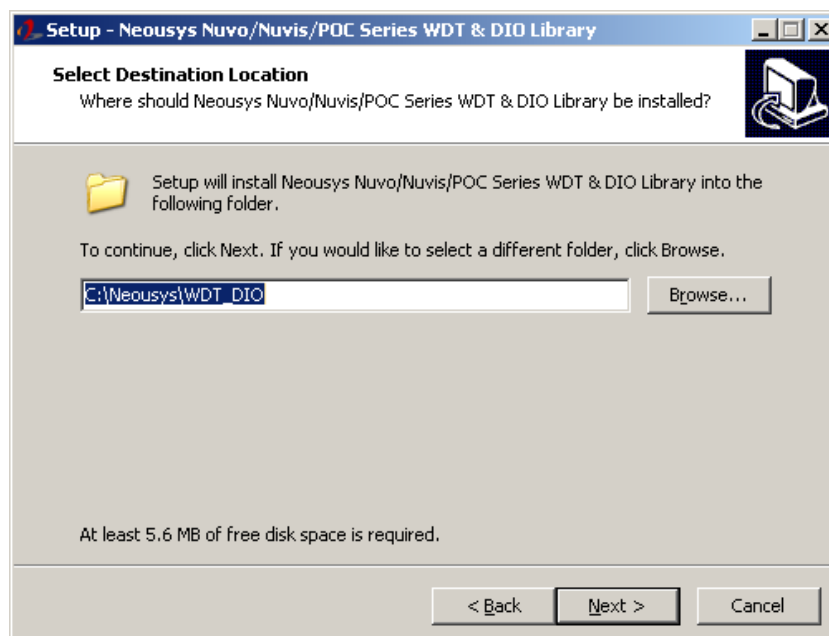 Setup - Neousys Nuvo/Nuvis/POC Series WDT & DIO Library
Select Destination Location
Where should Neousys Nuvo/Nuvis/POC Series WDT & DIO Library be installed?
Setup will install Neousys Nuvo/Nuvis/POC Series WDT & DIO Library into the
following folder.
To continue, click Next. If you would like to select a different folder, click Browse.
C:\Neousys\WDT_DIO
Browse...
At least 5.6 MB of free disk space is required.
< Back
Next >
Cancel